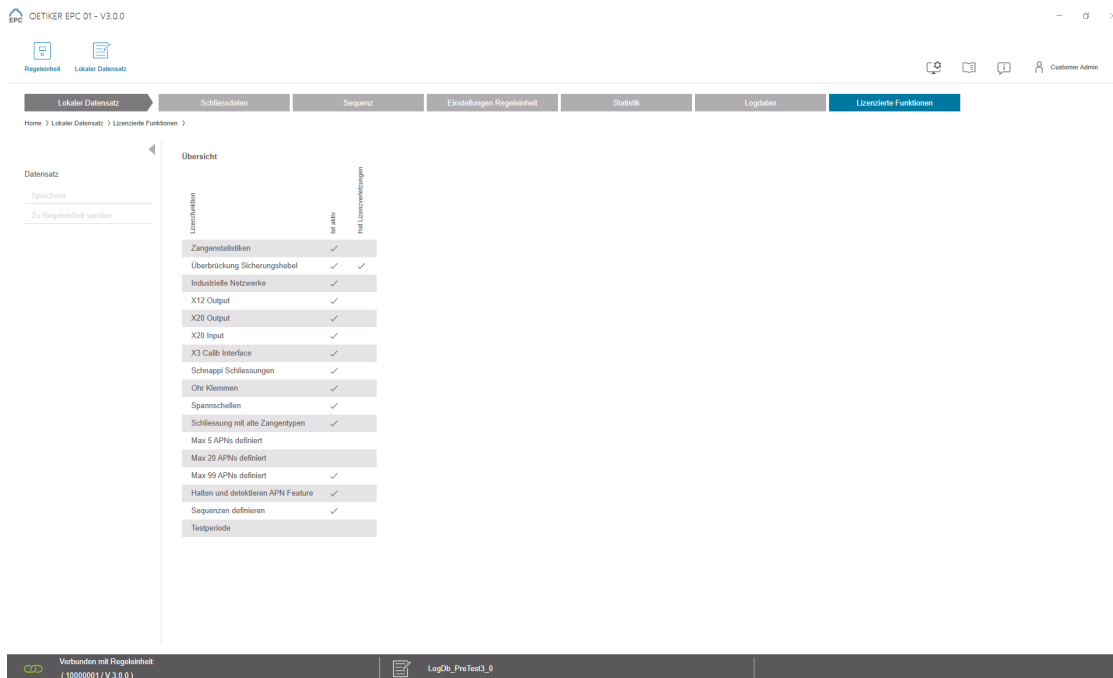 EPC OETIKER EPC 01 - V3.0.0
Regeleinheit Lokaler Datensatz
Customer Admin
Lokaler Datensatz Schliessdaten Sequenz Einstellungen Regeleinheit Statistik Logdaten Lizenzierte Funktionen
Home > Lokaler Datensatz > Lizenzierte Funktionen >
Datensatz
Speichern
Zu Regeleinheit senden
Übersicht
Lizenzfunktion Ist aktiv Hat Lizenzverletzungen
Zangenstatistiken ✓
Überbrückung Sicherungshebel ✓ ✓
Industrielle Netzwerke ✓
X12 Output ✓
X20 Output ✓
X20 Input ✓
X3 Calib Interface ✓
Schnappi Schliessungen ✓
Ohr Klemmen ✓
Spannschellen ✓
Schliessung mit alte Zangentypen ✓
Max 5 APNs definiert
Max 20 APNs definiert
Max 99 APNs definiert ✓
Halten und detektieren APN Feature ✓
Sequenzen definieren ✓
Testperiode
Verbunden mit Regeleinheit:
( 10000001 / V 3.0.0 )
LogDb_PreTest3_0